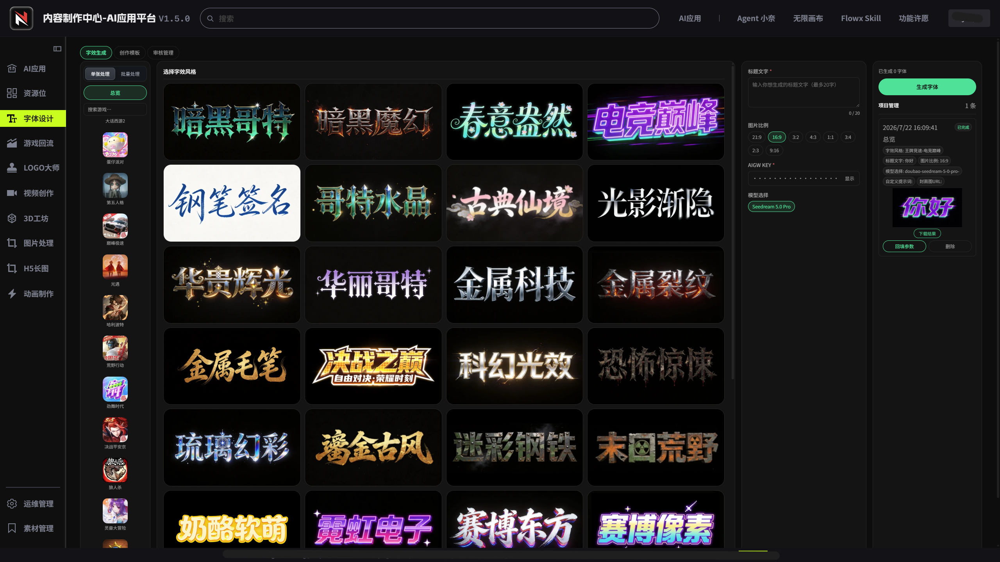 内容制作中心-AI应用平台 V1.5.0
搜索
AI应用
Agent 小奈
无限画布
Flowx Skill
功能许愿
AI应用
资源位
字体设计
游戏回流
LOGO大师
视频创作
3D工坊
图片处理
H5长图
动画制作
运维管理
素材管理
字效生成
创作模板
审核管理
单张处理
批量处理
总览
搜索游戏…
大话西游2
2026
蛋仔派对
第五人格
巅峰极速
光遇
哈利波特
8周年
荒野行动
舞
劲舞时代
5v5
决战平安京
狼人杀
狼人杀
灵兽大冒险
选择字效风格
暗黑哥特
暗黑魔幻
春意盎然
电竞巅峰
钢笔签名
哥特水晶
古典仙境
光影渐隐
华贵辉光
华丽哥特
金属科技
金属裂纹
金属毛笔
决战之巅
自由对决·荣耀时刻
科幻光效
恐怖惊悚
琉璃幻彩
鎏金古风
迷彩钢铁
末回荒野
奶酪软萌
霓虹电子
赛博东方
赛博像素
标题文字 *
输入你想生成的标题文字（最多20字）
0 / 20
图片比例
21:9
16:9
3:2
4:3
1:1
3:4
2:3
9:16
AIGW KEY *
显示
模型选择
Seedream 5.0 Pro
已生成 0 字体
生成字体
项目管理
1 条
2026/7/22 16:09:41
已完成
总览
字效风格: 王牌竞速-电竞巅峰
标题文字: 你好
图片比例: 16:9
模型选择: doubao-seedream-5-0-pro-
自定义提示词:
封面图URL:
你好
下载结果
回填参数
删除